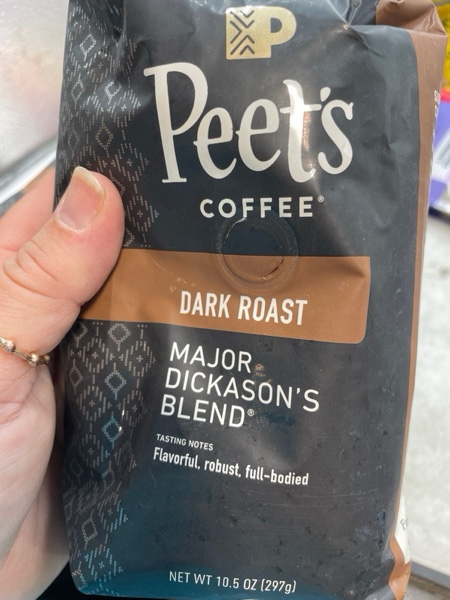 P
Peet's
COFFEE®
DARK ROAST
MAJOR
DICKASON'S
BLEND®
TASTING NOTES
Flavorful, robust, full-bodied
NET WT 10.5 OZ (297g)